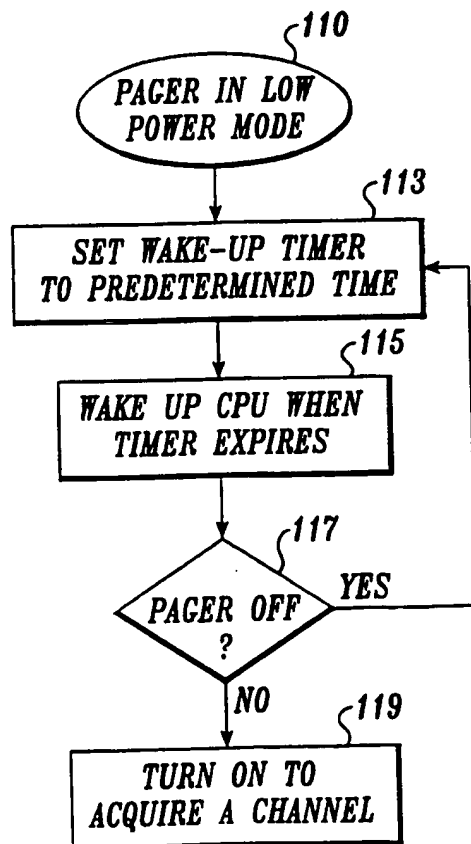 110
PAGER IN LOW
POWER MODE
113
SET WAKE-UP TIMER
TO PREDETERMINED TIME
115
WAKE UP CPU WHEN
TIMER EXPIRES
117
PAGER OFF
?
YES
NO
119
TURN ON TO
ACQUIRE A CHANNEL